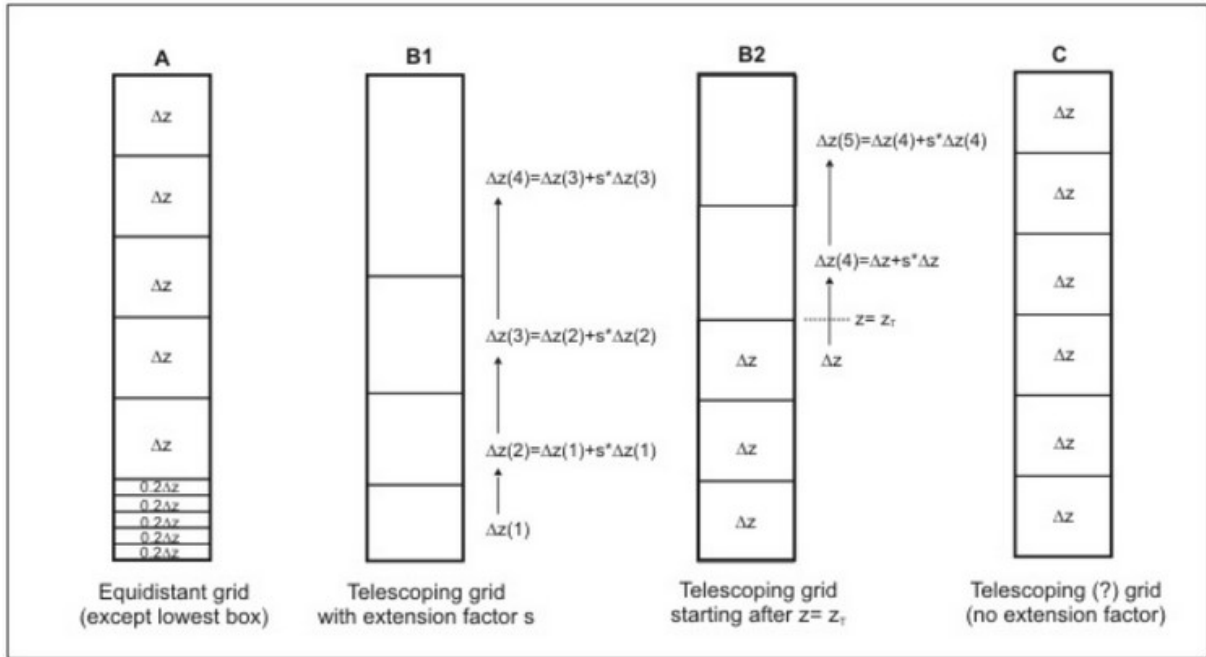 A
Δz
Δz
Δz
Δz
Δz
0.2Δz
0.2Δz
0.2Δz
0.2Δz
0.2Δz
Equidistant grid
(except lowest box)
B1
Δz(4)=Δz(3)+s*Δz(3)
Δz(3)=Δz(2)+s*Δz(2)
Δz(2)=Δz(1)+s*Δz(1)
Δz(1)
Telescoping grid
with extension factor s
B2
Δz(5)=Δz(4)+s*Δz(4)
Δz(4)=Δz+s*Δz
z= zT
Δz
Δz
Δz
Δz
Telescoping grid
starting after z= zT
C
Δz
Δz
Δz
Δz
Δz
Δz
Telescoping (?) grid
(no extension factor)